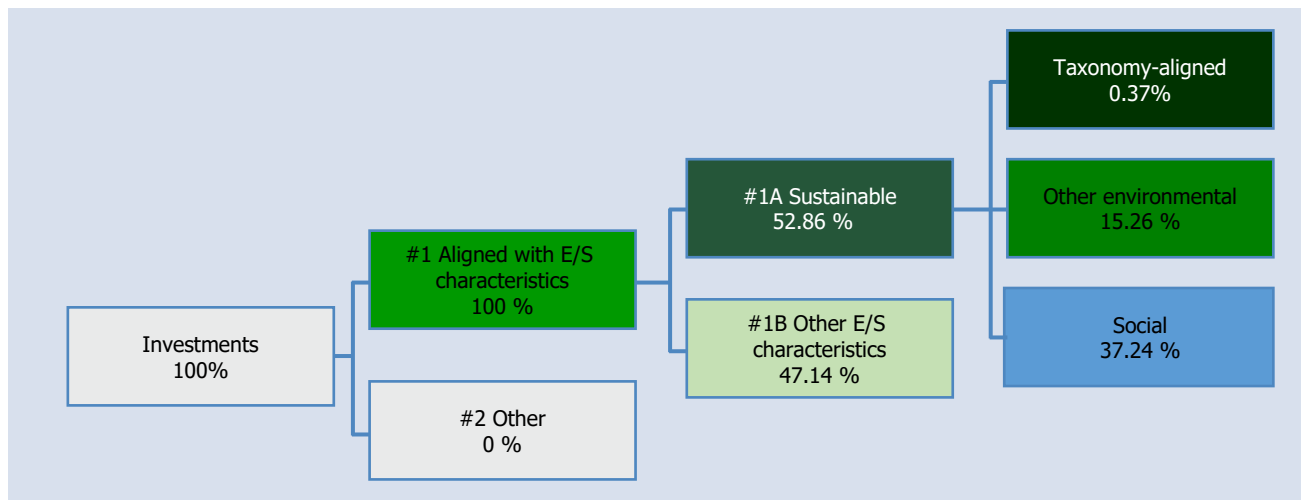 Investments
100%
#1 Aligned with E/S
characteristics
100 %
#2 Other
0 %
#1A Sustainable
52.86 %
#1B Other E/S
characteristics
47.14 %
Taxonomy-aligned
0.37%
Other environmental
15.26 %
Social
37.24 %